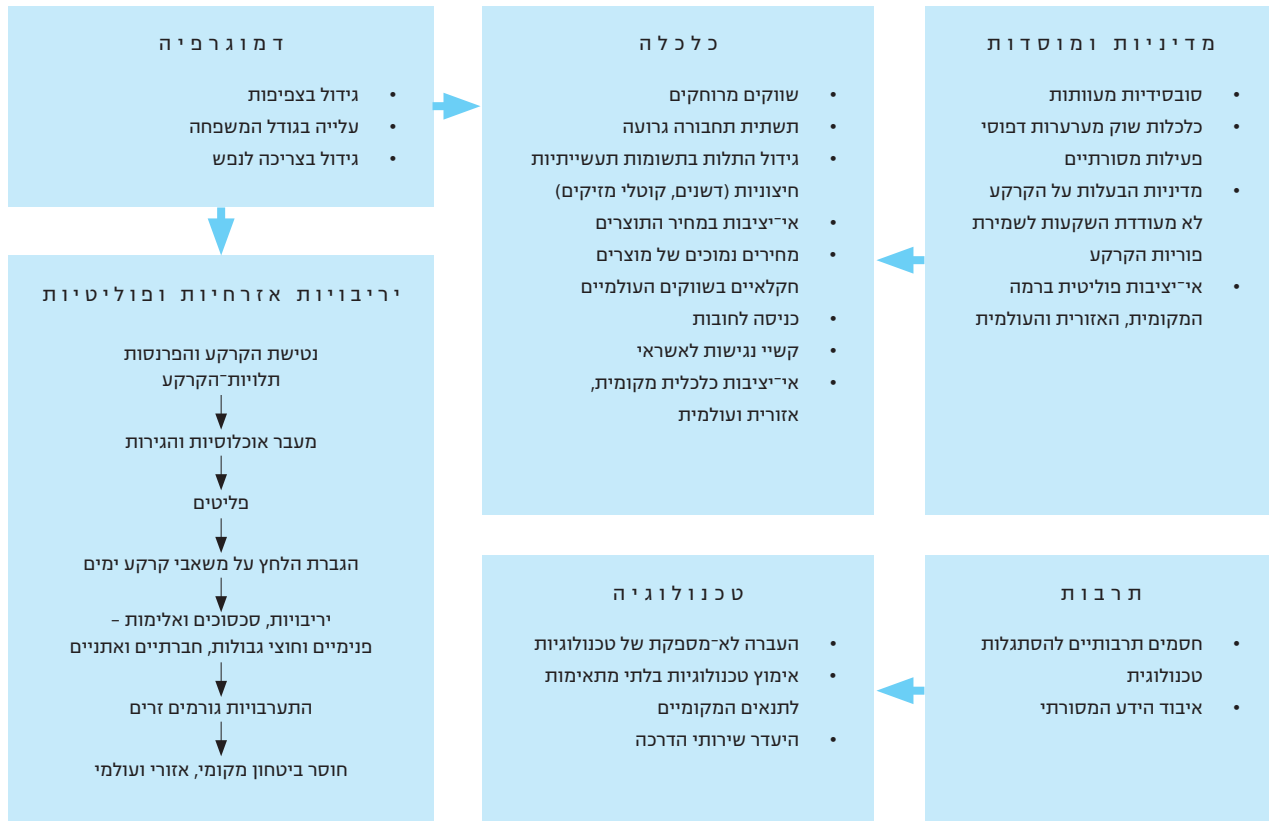 מדיניות ומוסדות
• סובסידיות מעוותות
• כלכלות שוק מערערות דפוסי
פעילות מסורתיים
• מדיניות הבעלות על הקרקע
לא מעודדת השקעות לשמירת
פוריות הקרקע
• אי־יציבות פוליטית ברמה
המקומית, האזורית והעולמית
כלכלה
• שווקים מרוחקים
• תשתית תחבורה גרועה
• גידול התלות בתשומות תעשייתיות
חיצוניות (דשנים, קוטלי מזיקים)
• אי־יציבות במחיר התוצרים
• מחירים נמוכים של מוצרים
חקלאיים בשווקים העולמיים
• כניסה לחובות
• קשיי נגישות לאשראי
• אי־יציבות כלכלית מקומית,
אזורית ועולמית
דמוגרפיה
• גידול בצפיפות
• עלייה בגודל המשפחה
• גידול בצריכה לנפש
יריבויות אזרחיות ופוליטיות
נטישת הקרקע והפרנסות
תלויות־הקרקע
מעבר אוכלוסיות והגירות
פליטים
הגברת הלחץ על משאבי קרקע ימים
יריבויות, סכסוכים ואלימות –
פנימיים וחוצי גבולות, חברתיים ואתניים
התערבויות גורמים זרים
חוסר ביטחון מקומי, אזורי ועולמי
תרבות
• חסמים תרבותיים להסתגלות
טכנולוגית
• איבוד הידע המסורתי
טכנולוגיה
• העברה לא־מספקת של טכנולוגיות
• אימוץ טכנולוגיות בלתי מתאימות
לתנאים המקומיים
• היעדר שירותי הדרכה